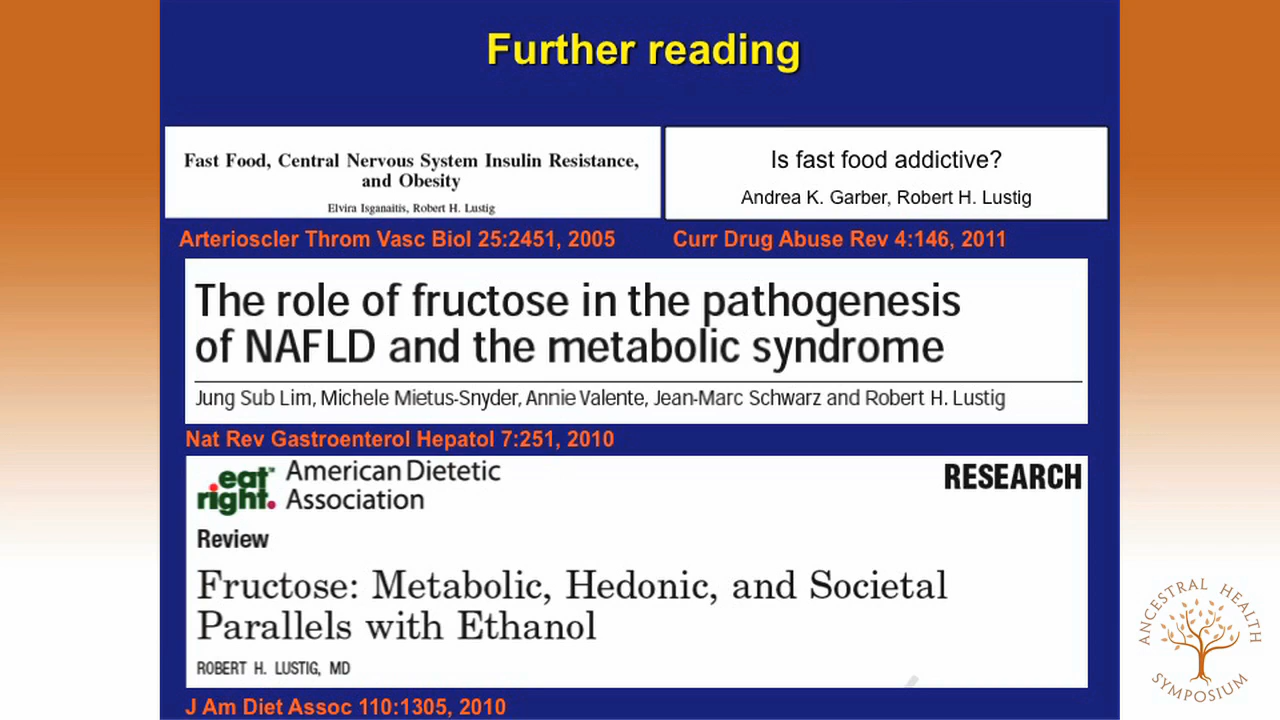 Further reading
Fast Food, Central Nervous System Insulin Resistance,
and Obesity
Elvira Isganaitis, Robert H. Lustig
Is fast food addictive?
Andrea K. Garber, Robert H. Lustig
Arterioscler Throm Vasc Biol 25:2451, 2005
Curr Drug Abuse Rev 4:146, 2011
The role of fructose in the pathogenesis
of NAFLD and the metabolic syndrome
Jung Sub Lim, Michele Mietus-Snyder, Annie Valente, Jean-Marc Schwarz and Robert H. Lustig
Nat Rev Gastroenterol Hepatol 7:251, 2010
eat
right.
American Dietetic
Association
RESEARCH
Review
Fructose: Metabolic, Hedonic, and Societal
Parallels with Ethanol
ROBERT H. LUSTIG, MD
J Am Diet Assoc 110:1305, 2010
ANCESTRAL HEALTH
SYMPOSIUM